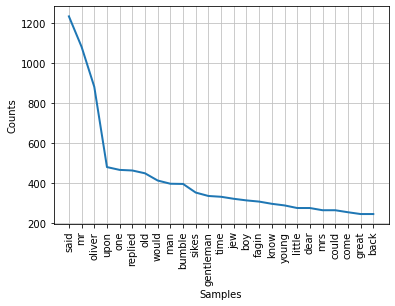 1200
1000
800
600
400
200
Counts
said
mr
oliver
upon
one
replied
old
would
man
bumble
sikes
gentleman
time
jew
boy
fagin
know
young
little
dear
mrs
could
come
great
back
Samples